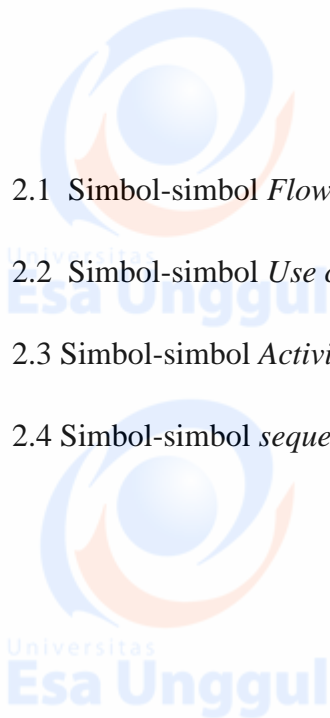 2.1 Simbol-simbol Flow
Universitas
Esa Unggul
2.2 Simbol-simbol Use
2.3 Simbol-simbol Activi
2.4 Simbol-simbol seque
Universitas
Esa Unggul